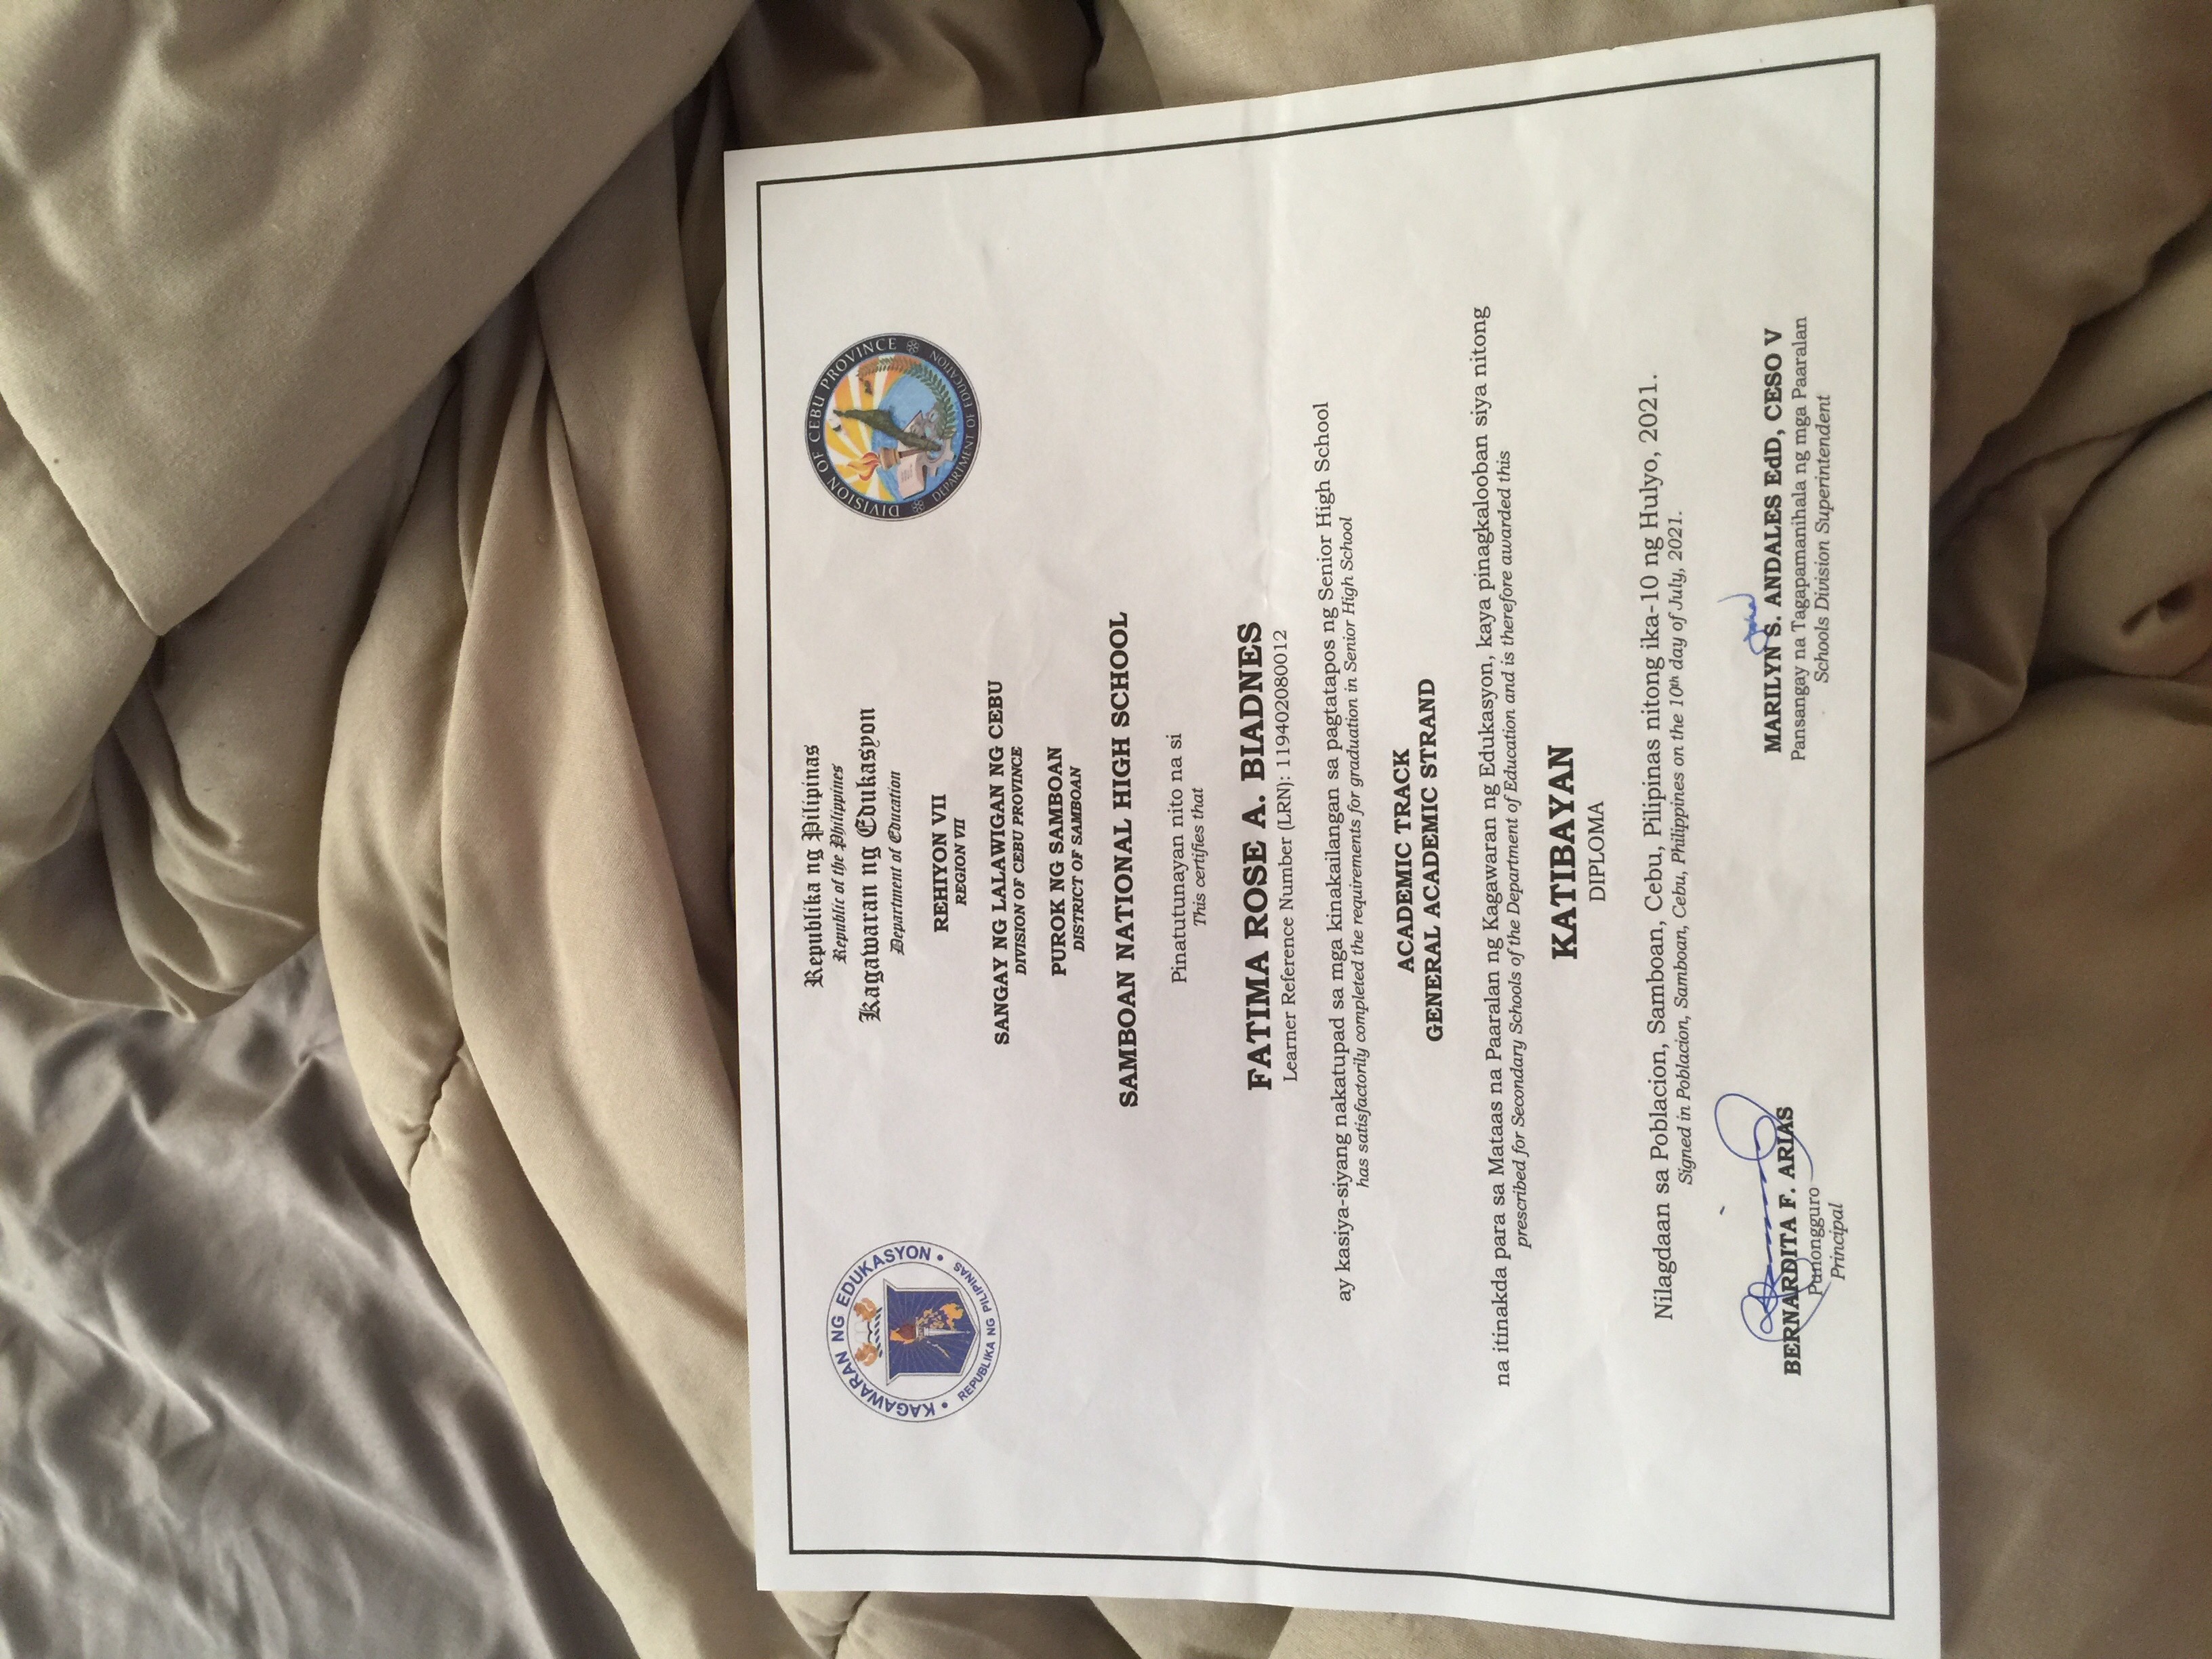 KAGAWARAN NG EDUKASYON
REPUBLIKA NG PILIPINAS
DIVISION OF CEBU PROVINCE
DEPARTMENT OF EDUCATION
Republika ng Pilipinas
Republic of the Philippines
Kagawaran ng Edukasyon
Department of Education
REHIYON VII
REGION VII
SANGAY NG LALAWIGAN NG CEBU
DIVISION OF CEBU PROVINCE
PUROK NG SAMBOAN
DISTRICT OF SAMBOAN
SAMBOAN NATIONAL HIGH SCHOOL
Pinatutunayan nito na si
This certifies that
FATIMA ROSE A. BIADNES
Learner Reference Number (LRN): 119402080012
ay kasiya-siyang nakatupad sa mga kinakailangan sa pagtatapos ng Senior High School
has satisfactorily completed the requirements for graduation in Senior High School
ACADEMIC TRACK
GENERAL ACADEMIC STRAND
na itinakda para sa Mataas na Paaralan ng Kagawaran ng Edukasyon, kaya pinagkalooban siya nitong
prescribed for Secondary Schools of the Department of Education and is therefore awarded this
KATIBAYAN
DIPLOMA
Nilagdaan sa Poblacion, Samboan, Cebu, Pilipinas nitong ika-10 ng Hulyo, 2021.
Signed in Poblacion, Samboan, Cebu, Philippines on the 10th day of July, 2021.
BERNARDITA F. ARIAS
Punongguro
Principal
MARILYN S. ANDALES EdD, CESO V
Pansangay na Tagapamanihala ng mga Paaralan
Schools Division Superintendent